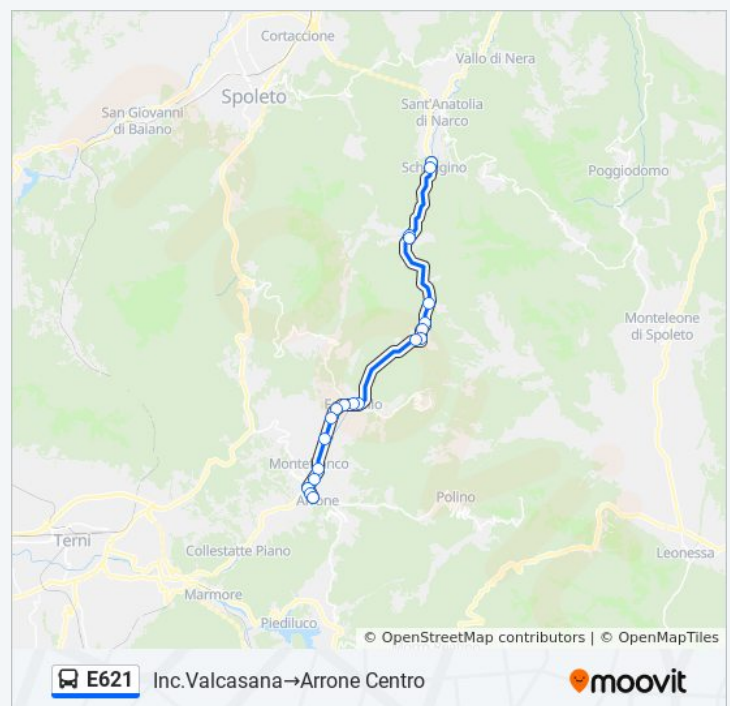 Cortaccione
Vallo di Nera
Spoleto
Sant'Anatolia
di Narco
San Giovanni
di Baiano
Poggiodomo
Monteleone
di Spoleto
Arrone
Polino
Terni
Collestatte Piano
Leonessa
Marmore
Piediluco
© OpenStreetMap contributors | © OpenMapTiles
E621 Inc.Valcasana→Arrone Centro
moovit